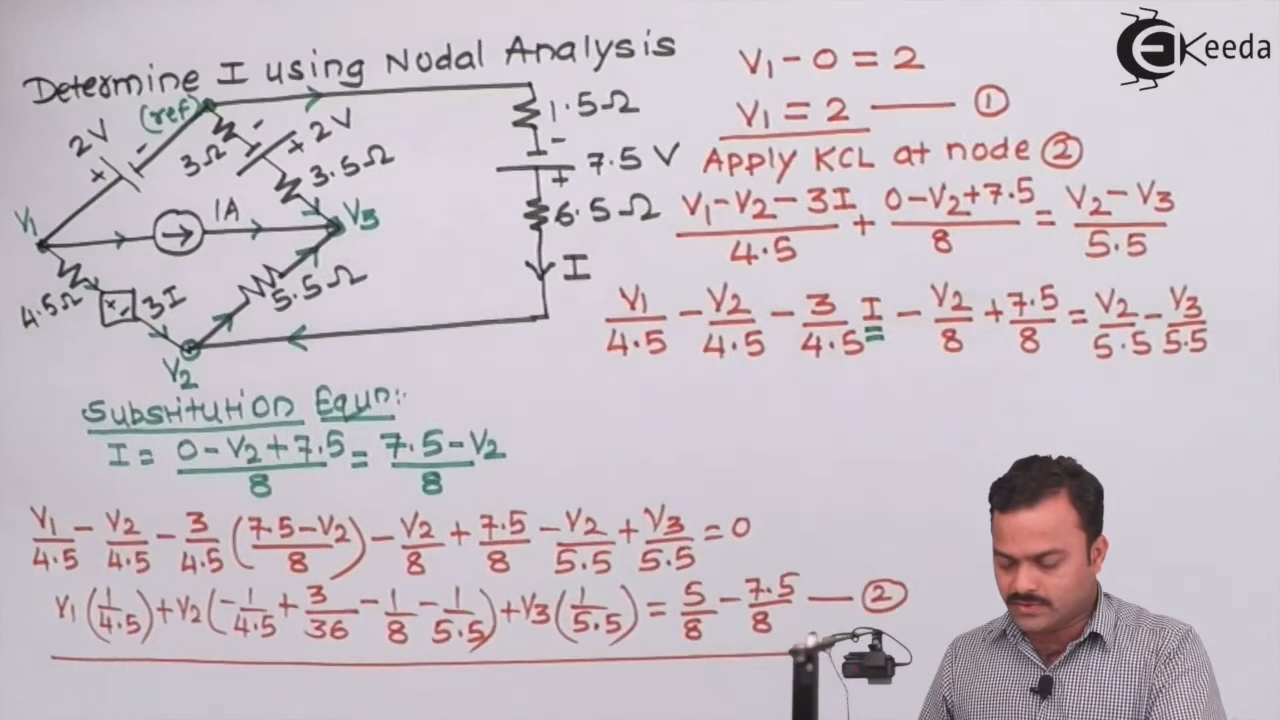 Determine I using Nodal Analysis
(ref)
2V
+
-
3Ω
-
+ 2V
3.5Ω
1A
V1
V3
4.5Ω
+ -
3I
5.5Ω
V2
1.5Ω
-
7.5 V
+
6.5Ω
I
EKeeda
V1 - 0 = 2
V1 = 2 —— ①
Apply KCL at node ②
(V1-V2-3I)/4.5 + (0-V2+7.5)/8 = (V2-V3)/5.5
V1/4.5 - V2/4.5 - 3/4.5 I - V2/8 + 7.5/8 = V2/5.5 - V3/5.5
Substitution Equn:
I = (0-V2+7.5)/8 = (7.5-V2)/8
V1/4.5 - V2/4.5 - 3/4.5 ((7.5-V2)/8) - V2/8 + 7.5/8 - V2/5.5 + V3/5.5 = 0
V1(1/4.5) + V2(-1/4.5 + 3/36 - 1/8 - 1/5.5) + V3(1/5.5) = 5/8 - 7.5/8 —— ②